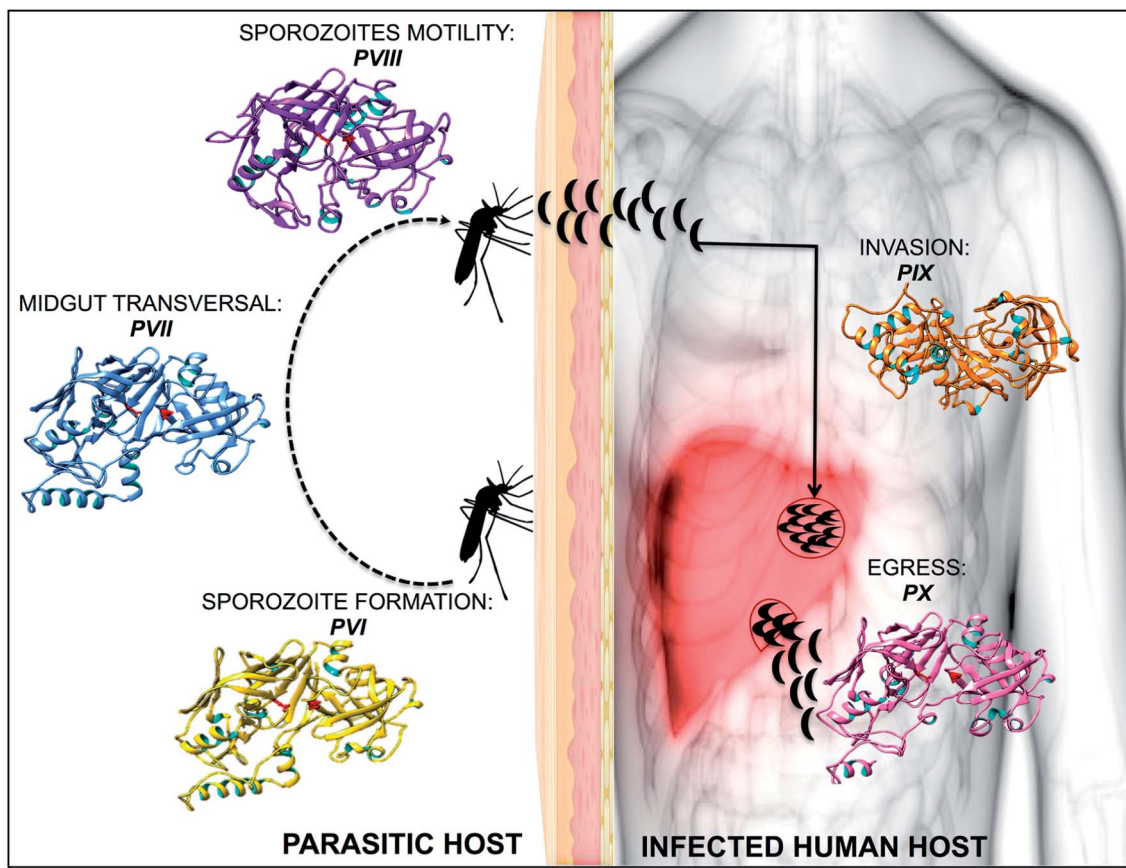 SPOROZOITES MOTILITY:
PVIII
MIDGUT TRANSVERSAL:
PVII
SPOROZOITE FORMATION:
PVI
PARASITIC HOST
INVASION:
PIX
EGRESS:
PX
INFECTED HUMAN HOST